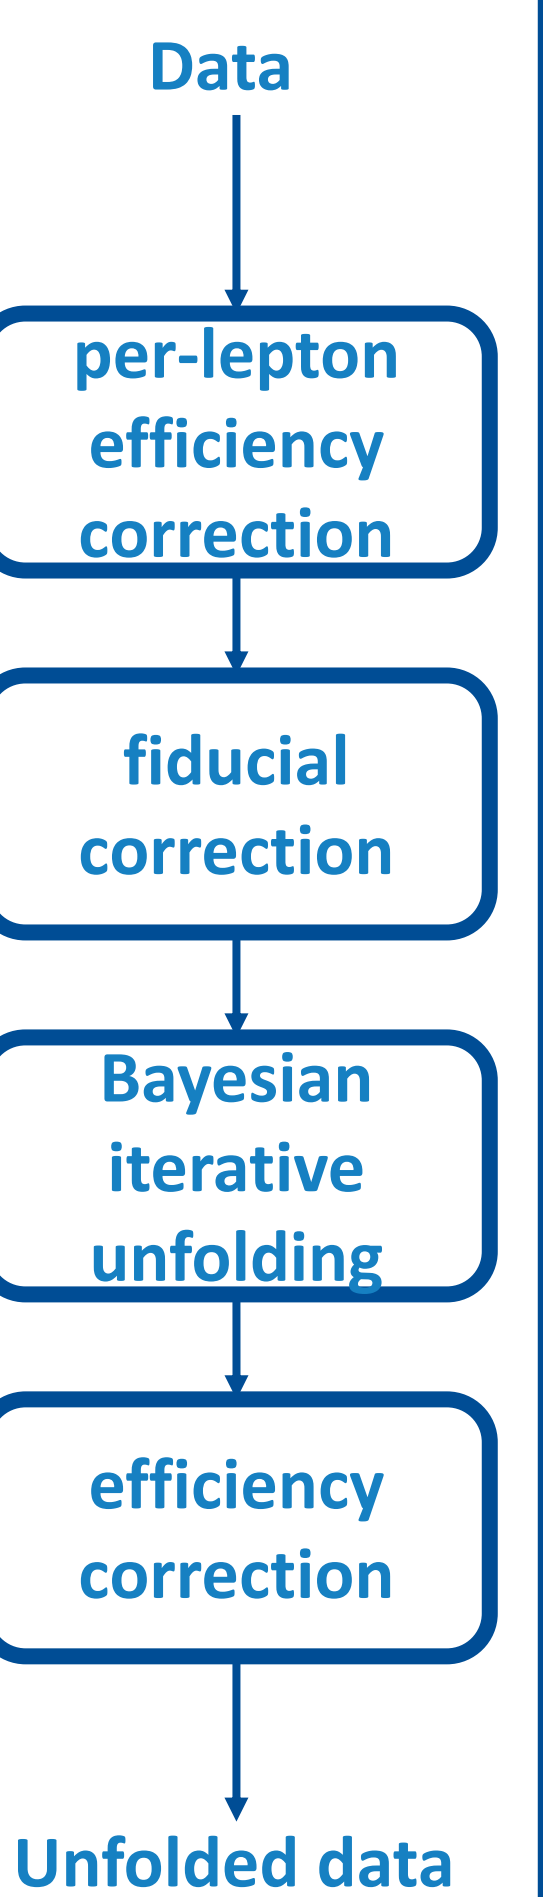 Data
per-lepton
efficiency
correction
fiducial
correction
Bayesian
iterative
unfolding
efficiency
correction
Unfolded data